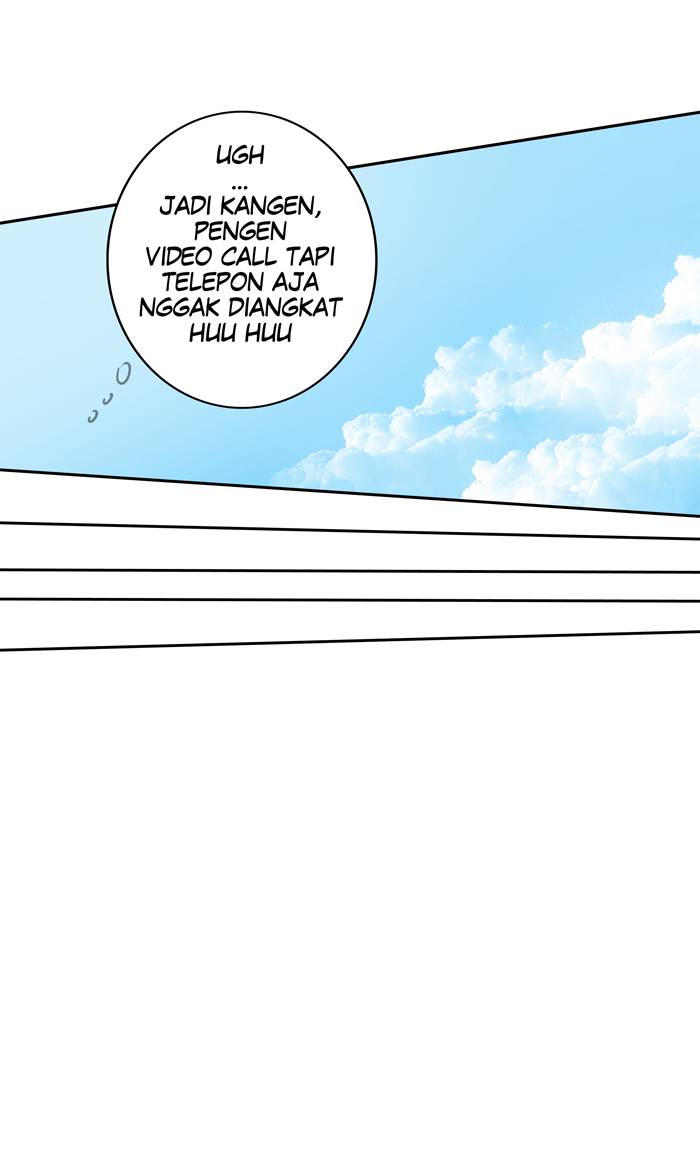 UGH
...
JADI KANGEN,
PENGEN
VIDEO CALL TAPI
TELEPON AJA
NGGAK DIANGKAT
HUU HUU